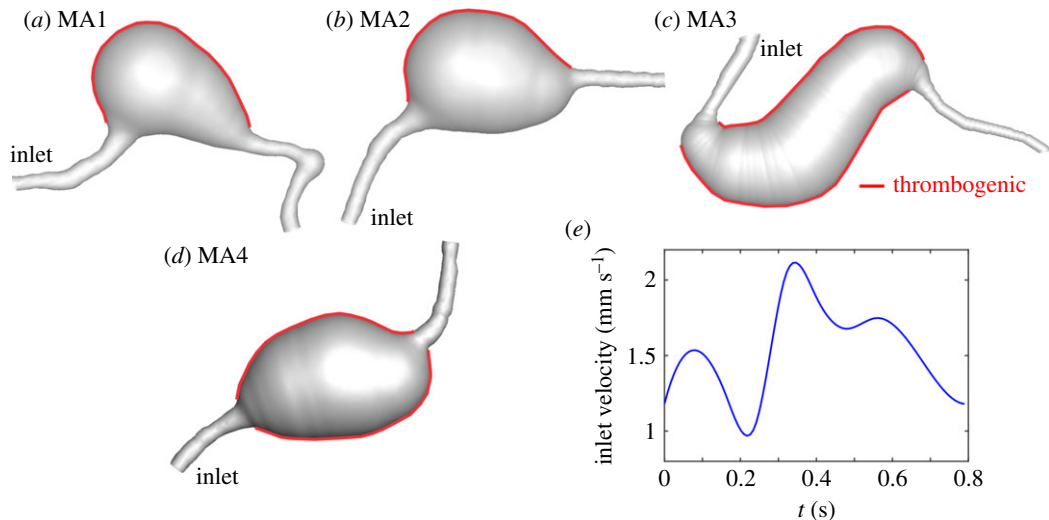 (a) MA1
inlet
(b) MA2
inlet
(c) MA3
inlet
thrombogenic
(d) MA4
inlet
(e)
inlet velocity (mm s⁻¹)
2
1.5
1
0 0.2 0.4 0.6 0.8
t (s)